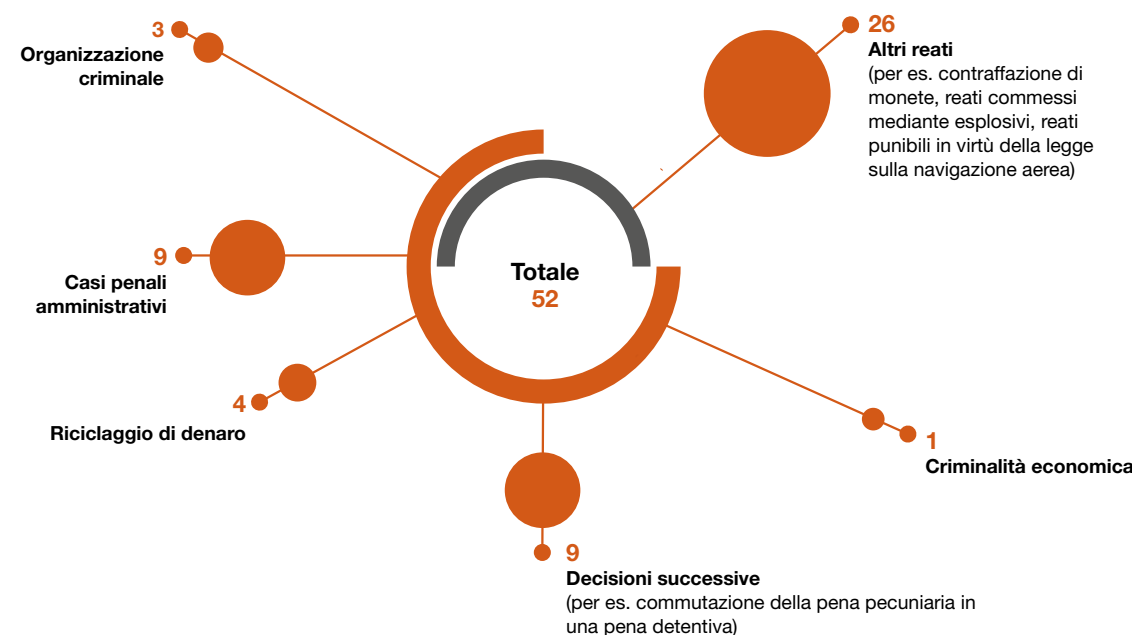 3
Organizzazione
criminale
26
Altri reati
(per es. contraffazione di
monete, reati commessi
mediante esplosivi, reati
punibili in virtù della legge
sulla navigazione aerea)
9
Casi penali
amministrativi
Totale
52
4
Riciclaggio di denaro
1
Criminalità economica
9
Decisioni successive
(per es. commutazione della pena pecuniaria in
una pena detentiva)